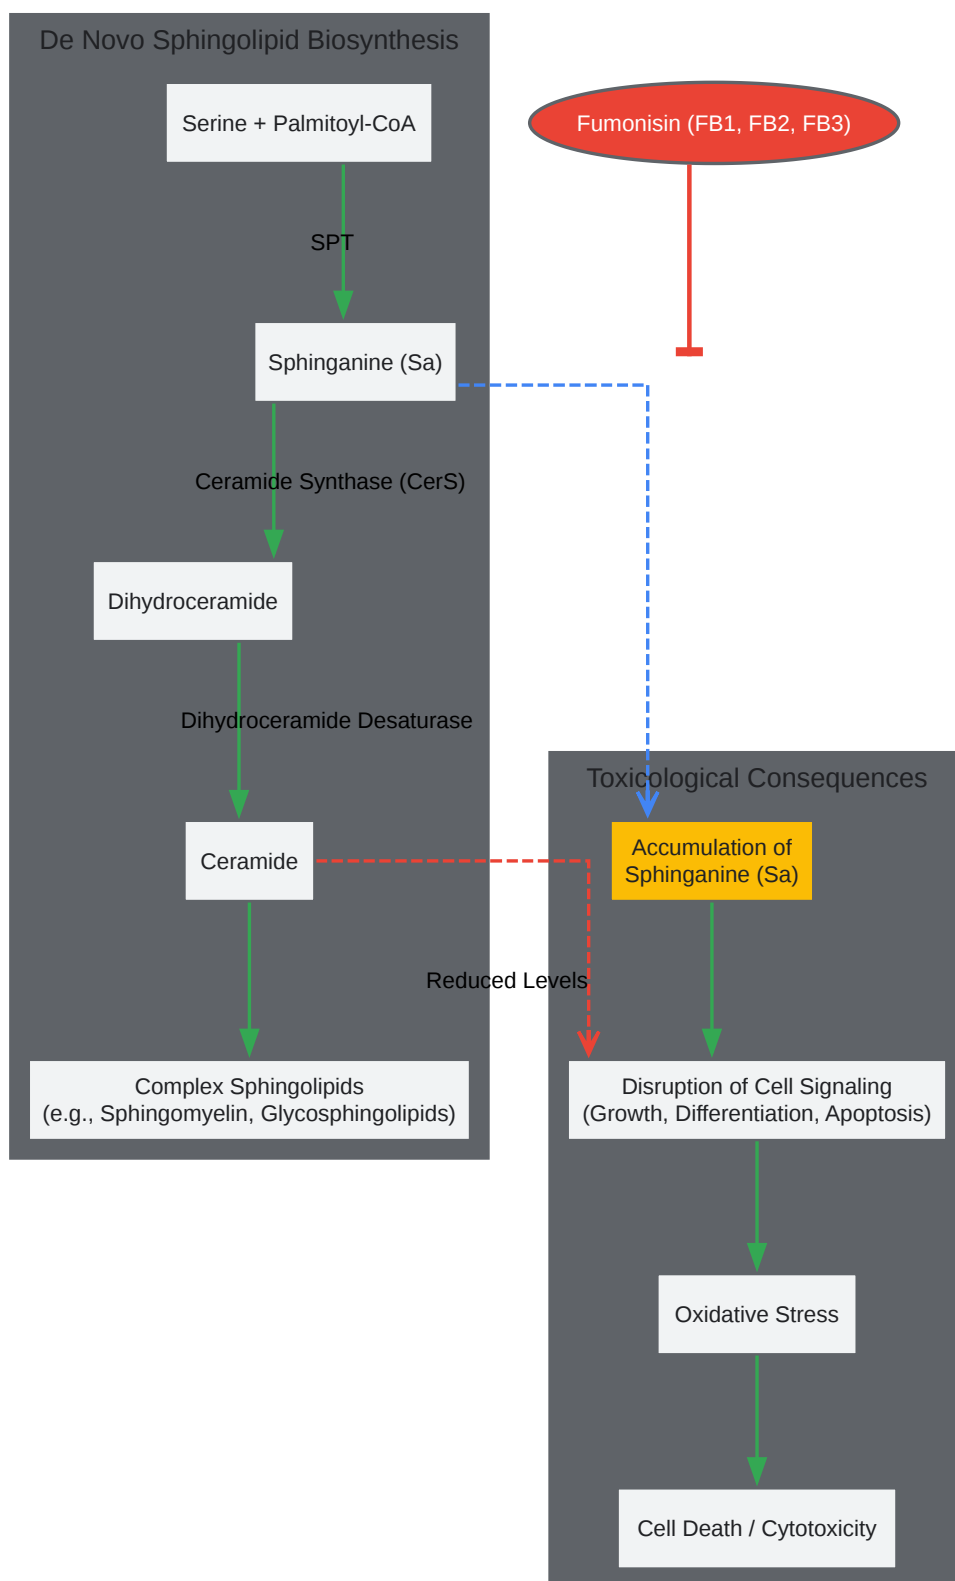 De Novo Sphingolipid Biosynthesis
Serine + Palmitoyl-CoA
Fumonisin (FB1, FB2, FB3)
SPT
Sphinganine (Sa)
Ceramide Synthase (CerS)
Dihydroceramide
Dihydroceramide Desaturase
Toxicological Consequences
Ceramide
Accumulation of
Sphinganine (Sa)
Reduced Levels
Complex Sphingolipids
(e.g., Sphingomyelin, Glycosphingolipids)
Disruption of Cell Signaling
(Growth, Differentiation, Apoptosis)
Oxidative Stress
Cell Death / Cytotoxicity